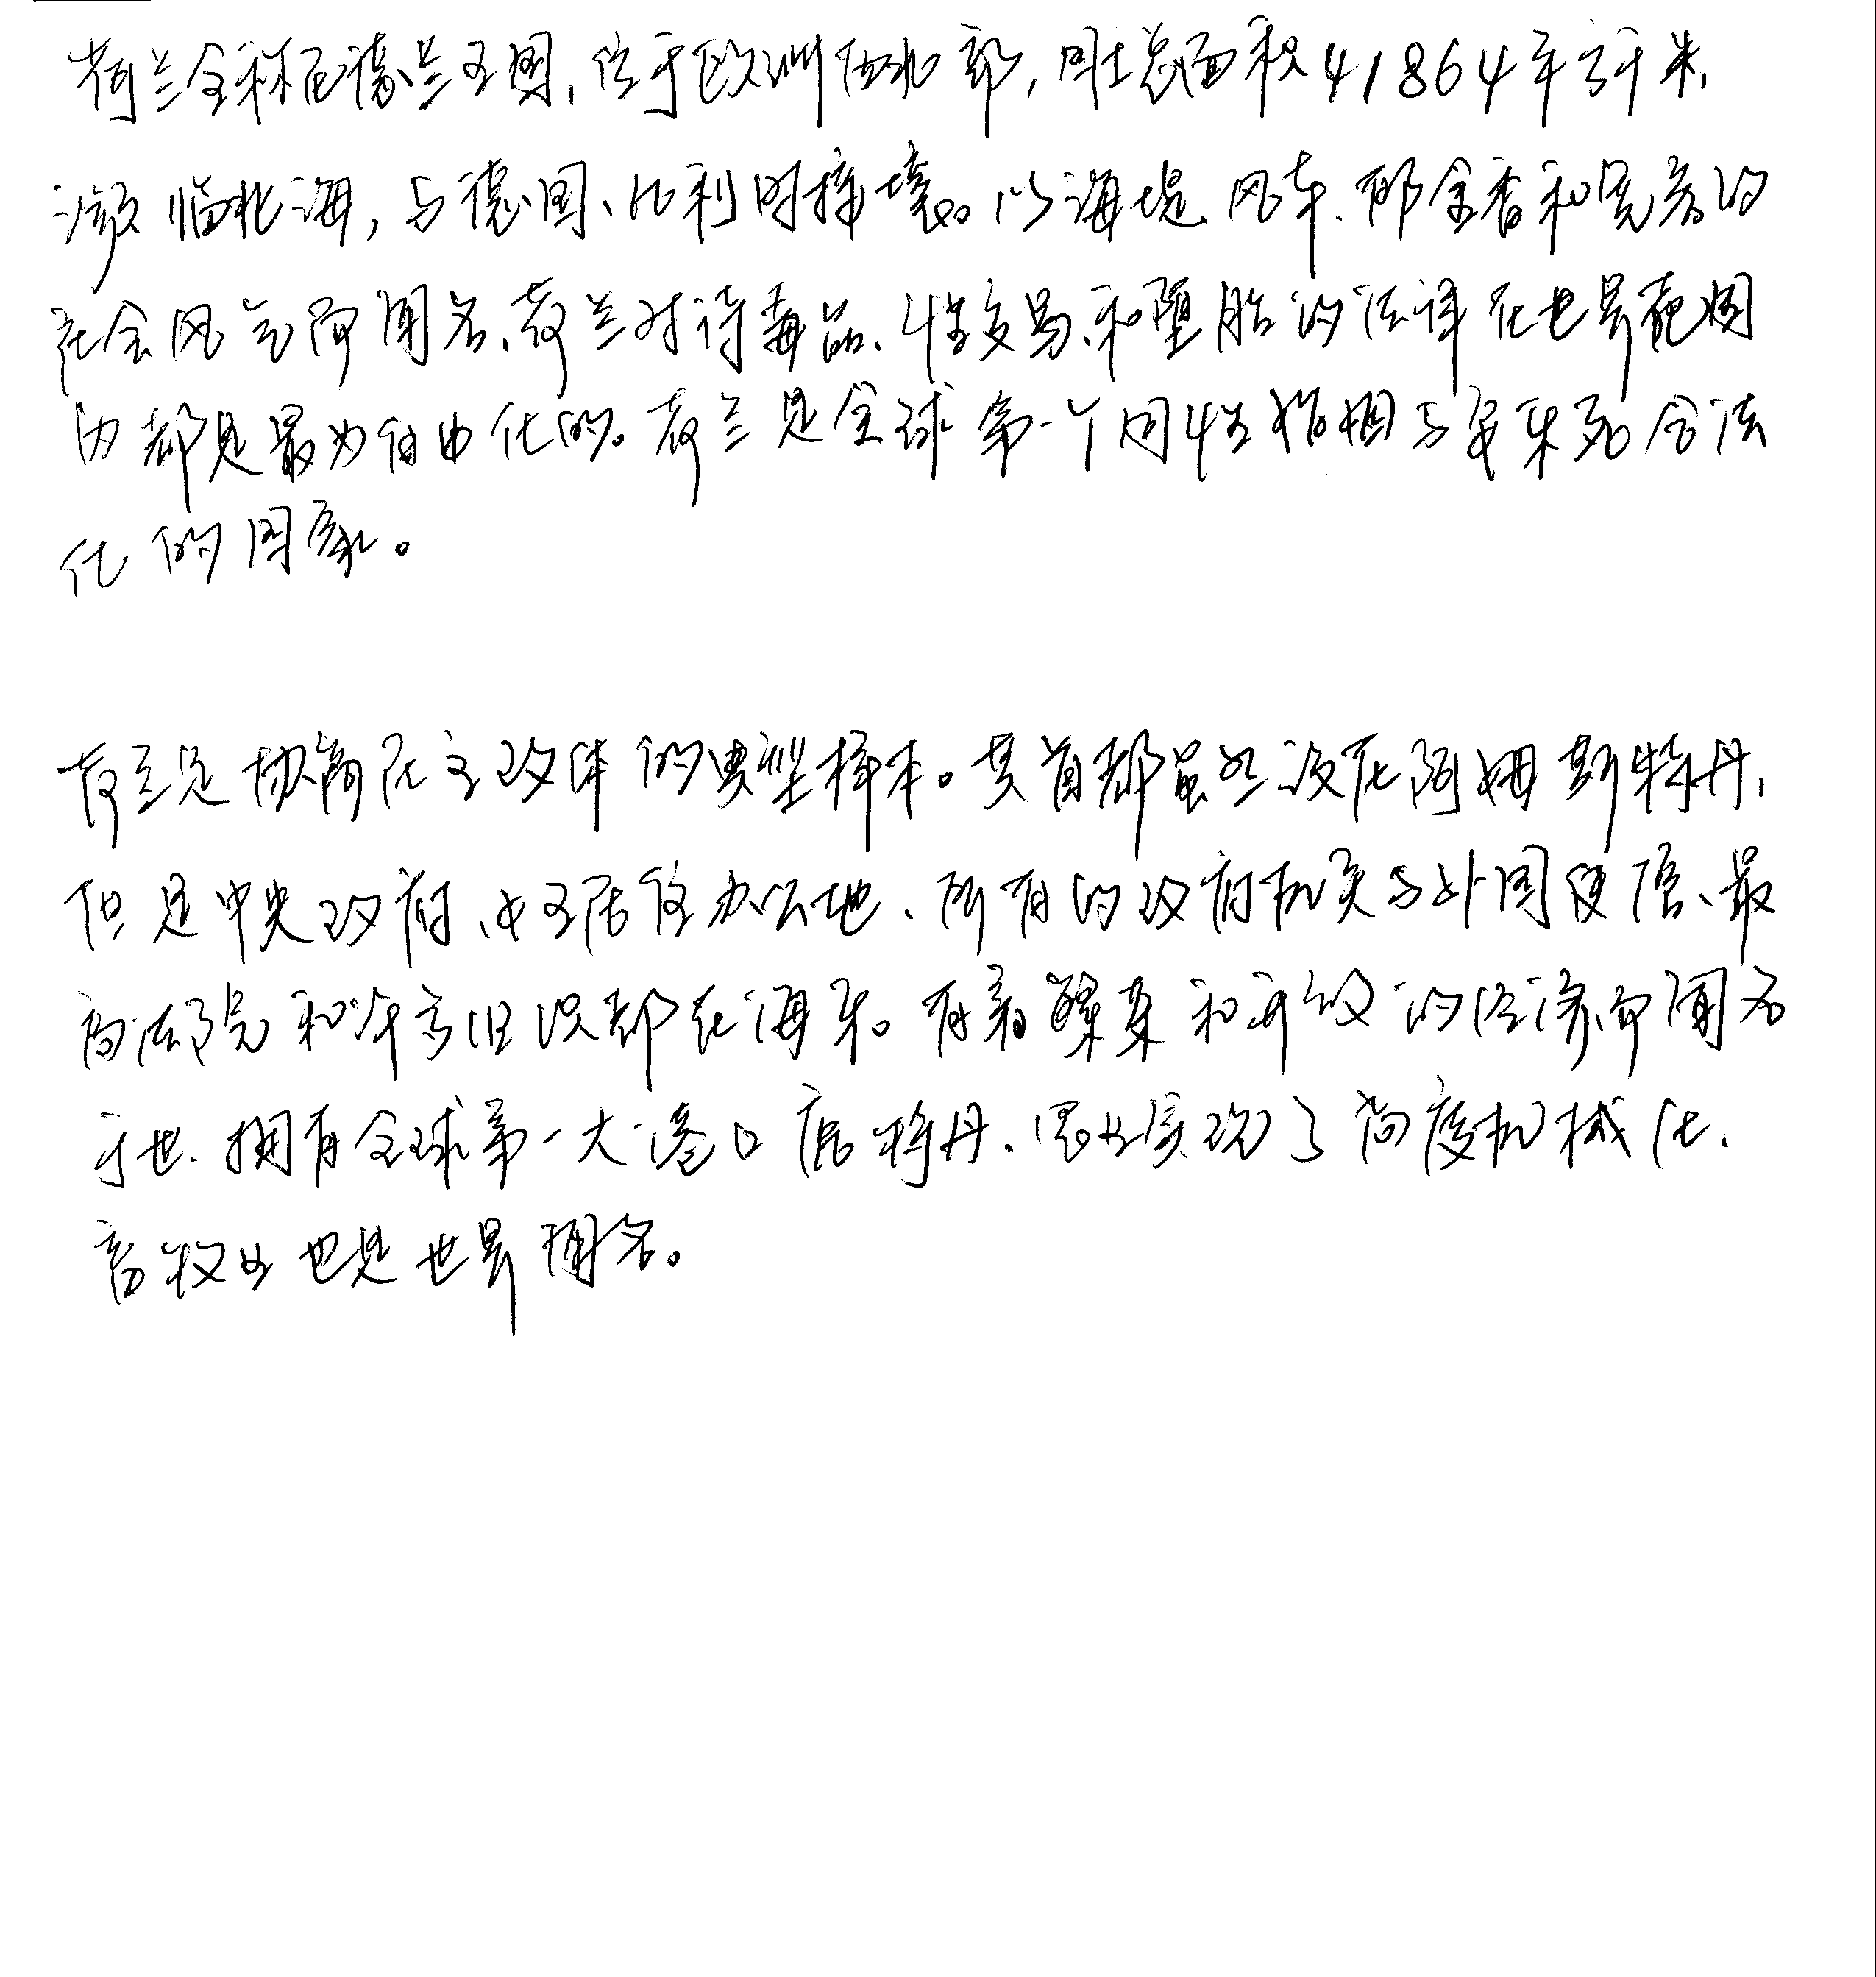 荷兰全称尼德兰王国,位于欧洲西北部,国土总面积41864平方千米,
濒临北海,与德国、比利时接壤。以海堤、风车、郁金香和宽容的
社会风气而闻名、荷兰对待毒品、性交易、和堕胎的法律在世界范围
内都是最为自由化的。荷兰是全球第一个同性婚姻与安乐死合法
化的国家。
荷兰是协商民主政体的典型样本。其首都虽然设在阿姆斯特丹,
但是中央政府、女王居住办公地、所有的政府机关与外国使馆、最
高法院和许多组织都在海牙。有着繁荣和开放的经济而闻名
于世、拥有全球第一大港口鹿特丹、农业实现了高度机械化、
畜牧业也是世界闻名。